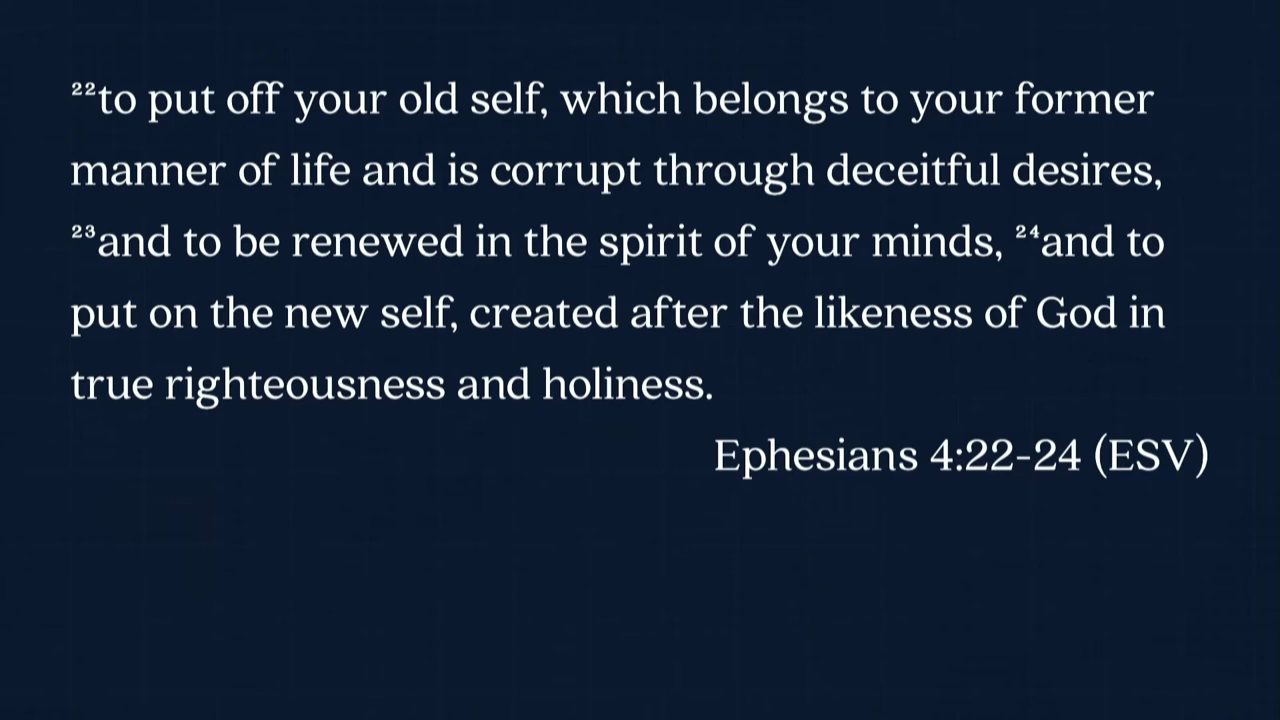 ²²to put off your old self, which belongs to your former
manner of life and is corrupt through deceitful desires,
²³and to be renewed in the spirit of your minds, ²⁴and to
put on the new self, created after the likeness of God in
true righteousness and holiness.
Ephesians 4:22-24 (ESV)